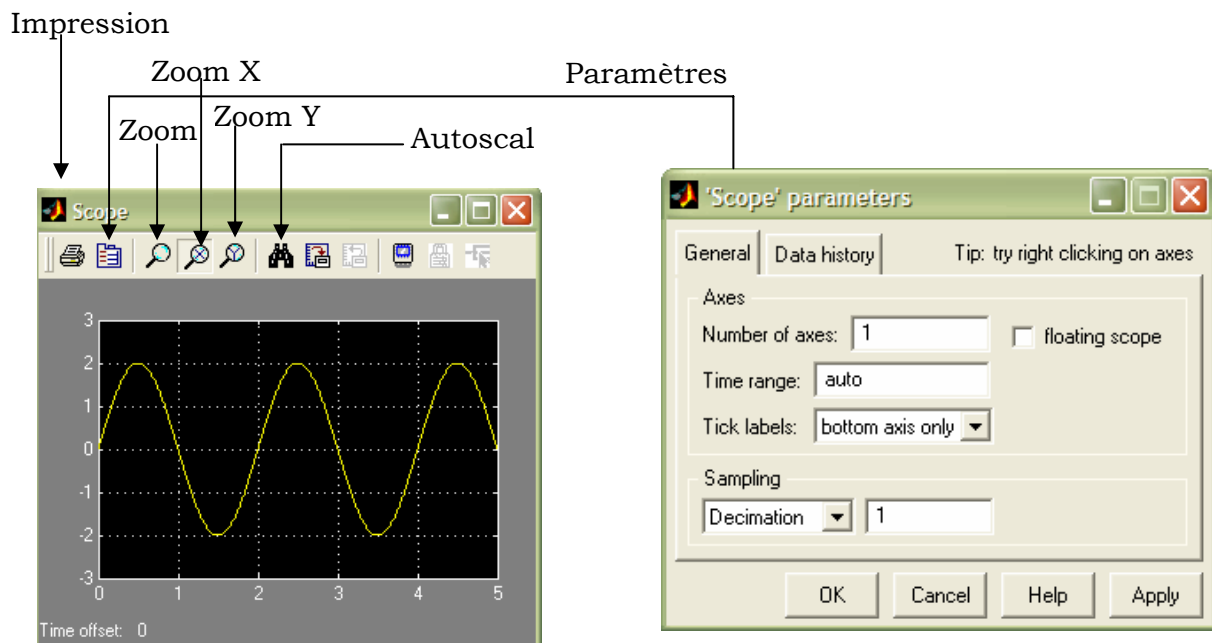 Impression
Zoom X
Paramètres
Zoom
Zoom Y
Autoscal
Scope
3
2
1
0
-1
-2
-3
0 1 2 3 4 5
Time offset: 0
'Scope' parameters
General
Data history
Tip: try right clicking on axes
Axes
Number of axes: 1
floating scope
Time range: auto
Tick labels: bottom axis only
Sampling
Decimation 1
OK
Cancel
Help
Apply